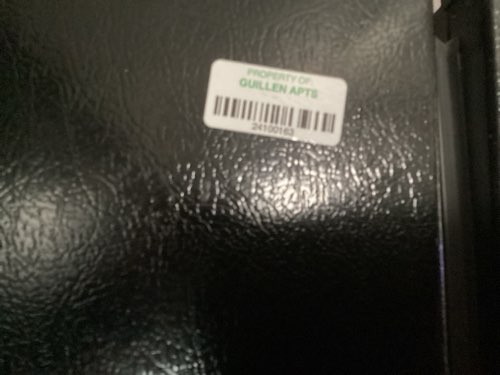 PROPERTY OF:
GUILLEN APTS
24100163